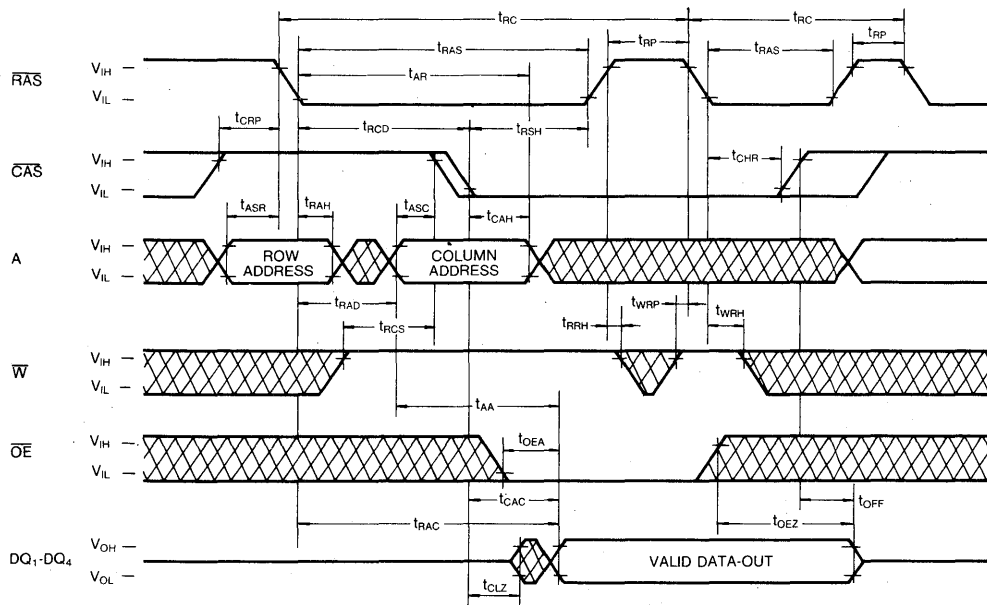 tRC tRC
tRAS tRP tRAS tRP
tAR
RAS VIH
VIL
tCRP tRCD tRSH
CAS VIH
VIL
tCHR
tASR tRAH tASC tCAH
A VIH
VIL
ROW ADDRESS
COLUMN ADDRESS
tRAD
tRCS
tRRH tWRP tWRH
W VIH
VIL
tAA
OE VIH
VIL
tOEA
tCAC tOFF
tRAC tOEZ
DQ1-DQ4 VOH
VOL
VALID DATA-OUT
tCLZ